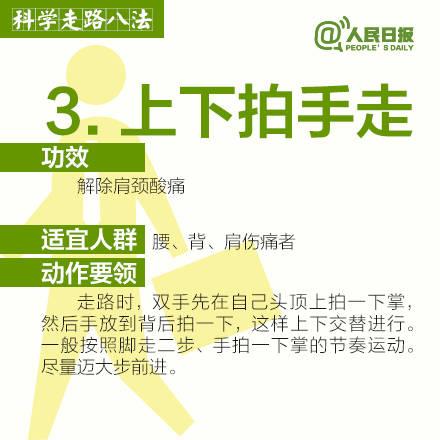 科学走路八法
@人民日报
PEOPLE'S DAILY
3. 上下拍手走
功效
解除肩颈酸痛
适宜人群 腰、背、肩伤痛者
动作要领
走路时，双手先在自己头顶上拍一下掌，
然后手放到背后拍一下，这样上下交替进行。
一般按照脚走二步、手拍一下掌的节奏运动。
尽量迈大步前进。